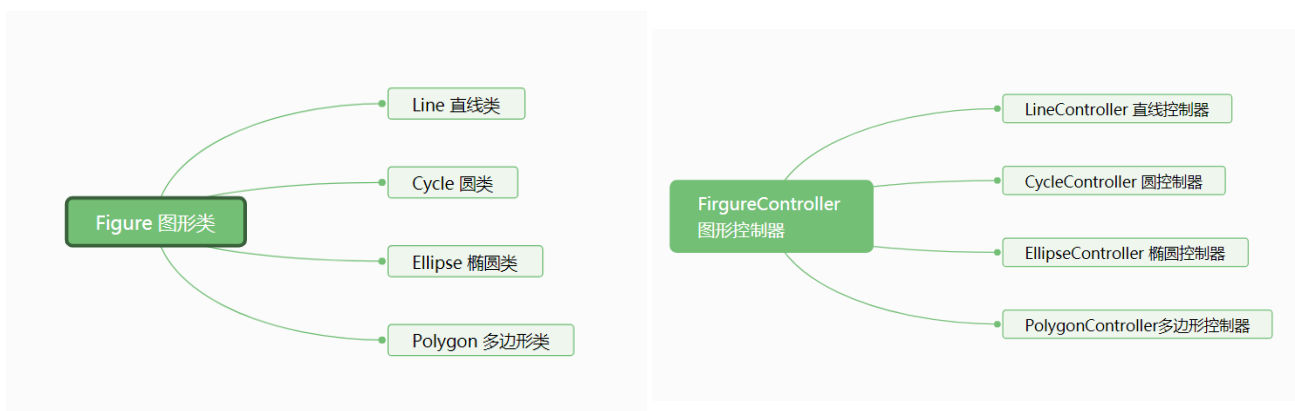 Figure 图形类
Line 直线类
Cycle 圆类
Ellipse 椭圆类
Polygon 多边形类
FirgureController
图形控制器
LineController 直线控制器
CycleController 圆控制器
EllipseController 椭圆控制器
PolygonController多边形控制器